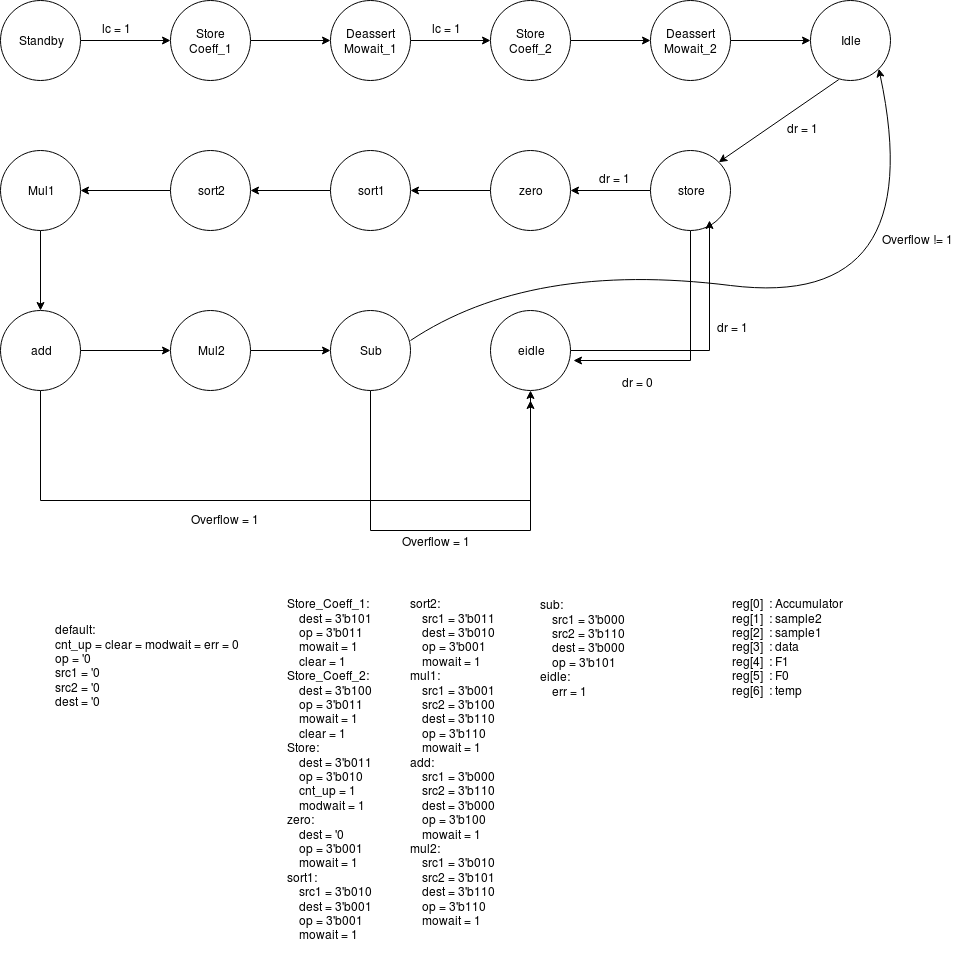 Standby
lc = 1
Store
Coeff_1
Deassert
Mowait_1
lc = 1
Store
Coeff_2
Deassert
Mowait_2
Idle
dr = 1
Mul1
sort2
sort1
zero
dr = 1
store
Overflow != 1
add
Mul2
Sub
eidle
dr = 1
dr = 0
Overflow = 1
Overflow = 1
default:
cnt_up = clear = modwait = err = 0
op = '0
src1 = '0
src2 = '0
dest = '0
Store_Coeff_1:
dest = 3'b101
op = 3'b011
mowait = 1
clear = 1
Store_Coeff_2:
dest = 3'b100
op = 3'b011
mowait = 1
clear = 1
Store:
dest = 3'b011
op = 3'b010
cnt_up = 1
modwait = 1
zero:
dest = '0
op = 3'b001
mowait = 1
sort1:
src1 = 3'b010
dest = 3'b001
op = 3'b001
mowait = 1
sort2:
src1 = 3'b011
dest = 3'b010
op = 3'b001
mowait = 1
mul1:
src1 = 3'b001
src2 = 3'b100
dest = 3'b110
op = 3'b110
mowait = 1
add:
src1 = 3'b000
src2 = 3'b110
dest = 3'b000
op = 3'b100
mowait = 1
mul2:
src1 = 3'b010
src2 = 3'b101
dest = 3'b110
op = 3'b110
mowait = 1
sub:
src1 = 3'b000
src2 = 3'b110
dest = 3'b000
op = 3'b101
eidle:
err = 1
reg[0] : Accumulator
reg[1] : sample2
reg[2] : sample1
reg[3] : data
reg[4] : F1
reg[5] : F0
reg[6] : temp